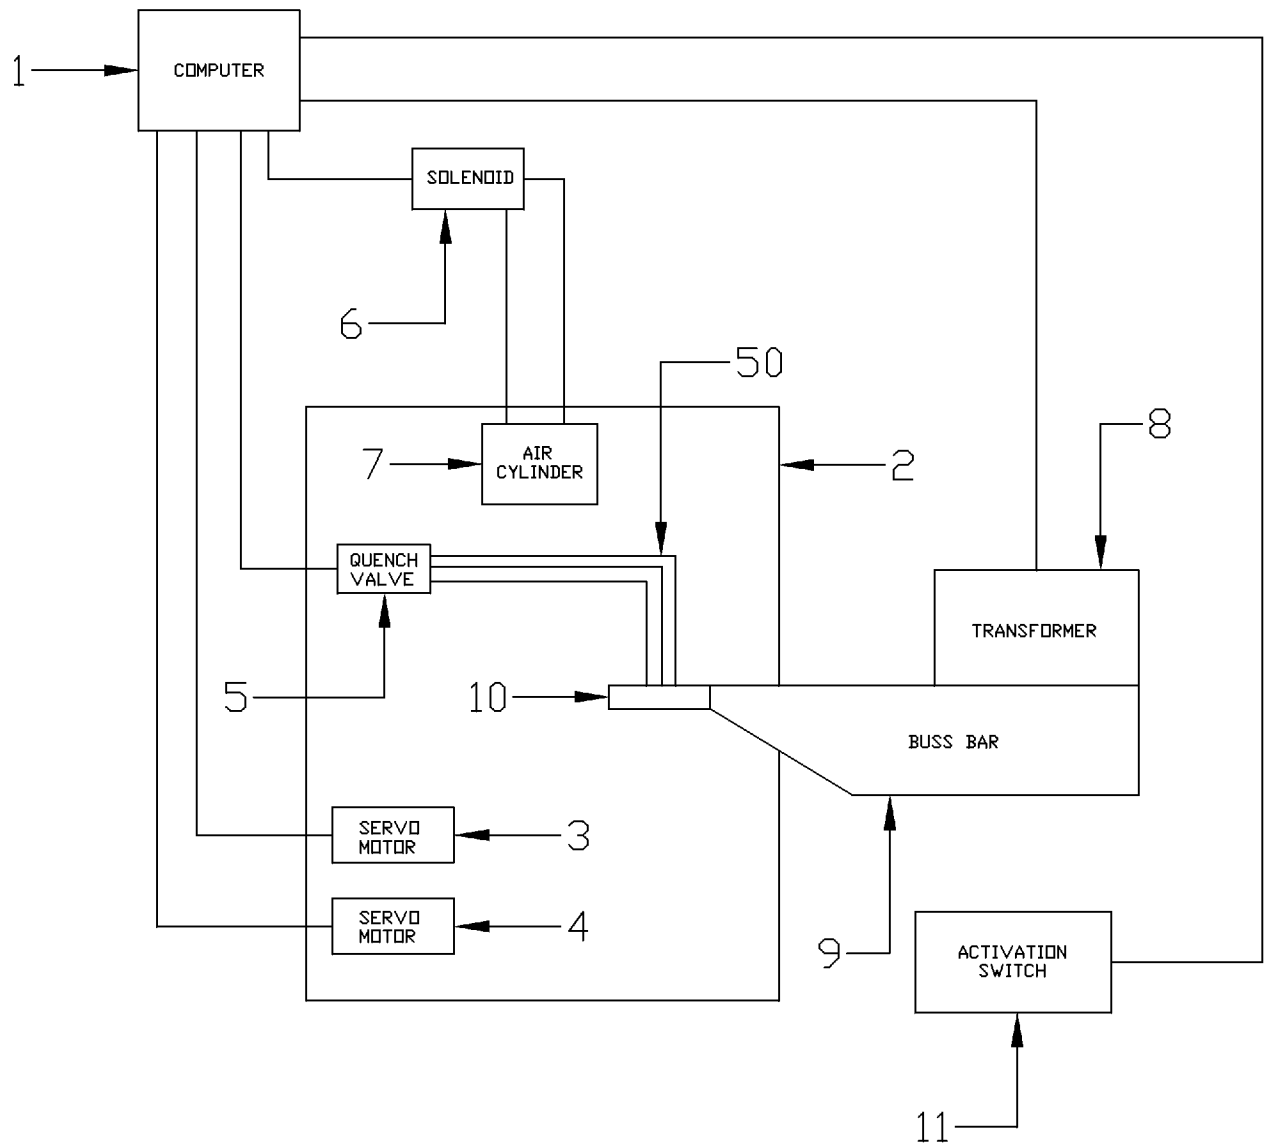 1
COMPUTER
SOLENOID
6
50
8
7
AIR
CYLINDER
2
QUENCH
VALVE
TRANSFORMER
5
10
BUSS BAR
SERVO
MOTOR
3
SERVO
MOTOR
4
9
ACTIVATION
SWITCH
11